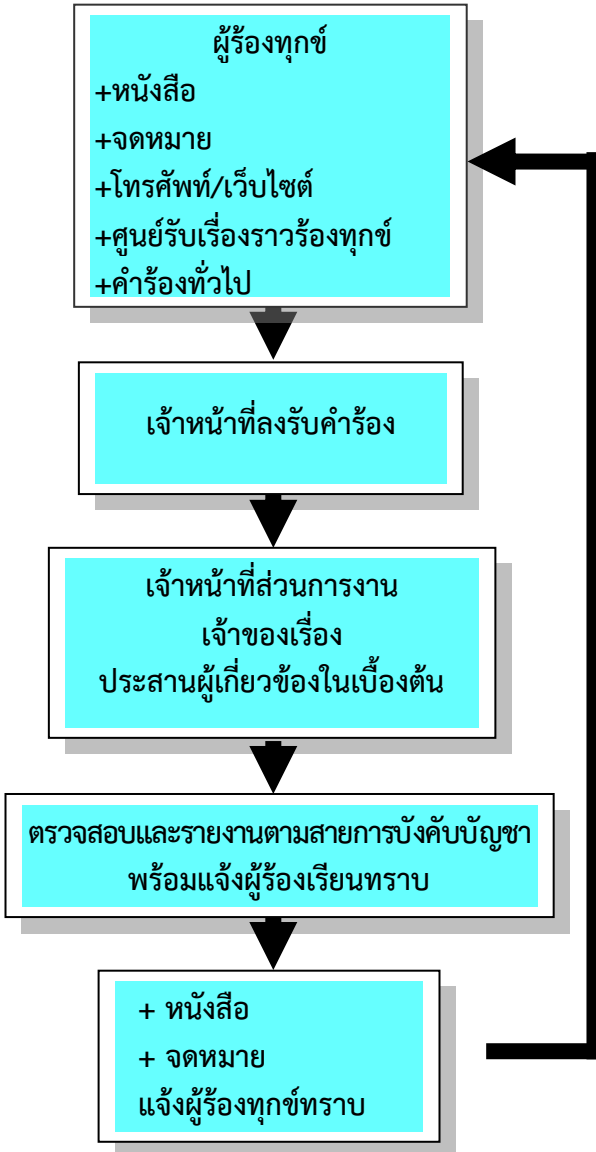 ผู้ร้องทุกข์
+หนังสือ
+จดหมาย
+โทรศัพท์/เว็บไซต์
+ศูนย์รับเรื่องราวร้องทุกข์
+คำร้องทั่วไป
เจ้าหน้าที่ลงรับคำร้อง
เจ้าหน้าที่ส่วนการงาน
เจ้าของเรื่อง
ประสานผู้เกี่ยวข้องในเบื้องต้น
ตรวจสอบและรายงานตามสายการบังคับบัญชา
พร้อมแจ้งผู้ร้องเรียนทราบ
+ หนังสือ
+ จดหมาย
แจ้งผู้ร้องทุกข์ทราบ